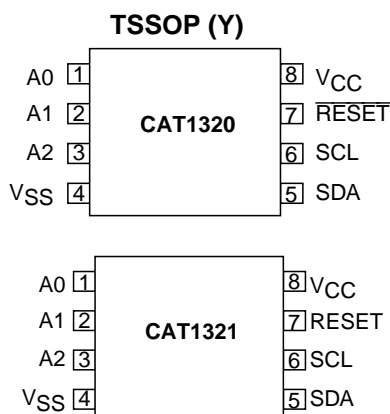 TSSOP (Y)
A0 1 8 VCC
A1 2 CAT1320 7 R̅E̅S̅E̅T̅
A2 3 6 SCL
VSS 4 5 SDA
A0 1 8 VCC
A1 2 CAT1321 7 RESET
A2 3 6 SCL
VSS 4 5 SDA